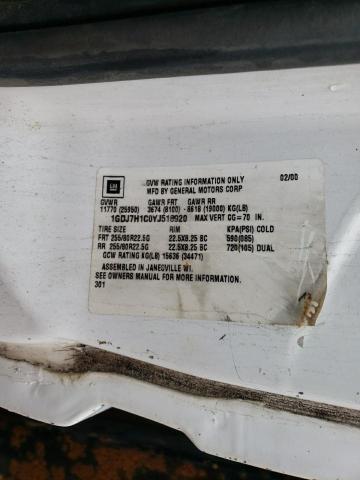 GM
GVW RATING INFORMATION ONLY 02/00
MFD BY GENERAL MOTORS CORP
GVWR GAWR FRT GAWR RR
11770 (25950) 3674 (8100) - 8618 (19000) KG(LB)
1GDJ7H1C0YJ519920 MAX VERT CG=70 IN.
TIRE SIZE RIM KPA(PSI) COLD
FRT 255/80R22.5G 22.5X8.25 BC 590(085)
RR 255/80R22.5G 22.5X8.25 BC 720(105) DUAL
GCW RATING KG(LB) 15636 (34471)
ASSEMBLED IN JANESVILLE WI.
SEE OWNERS MANUAL FOR MORE INFORMATION.
301